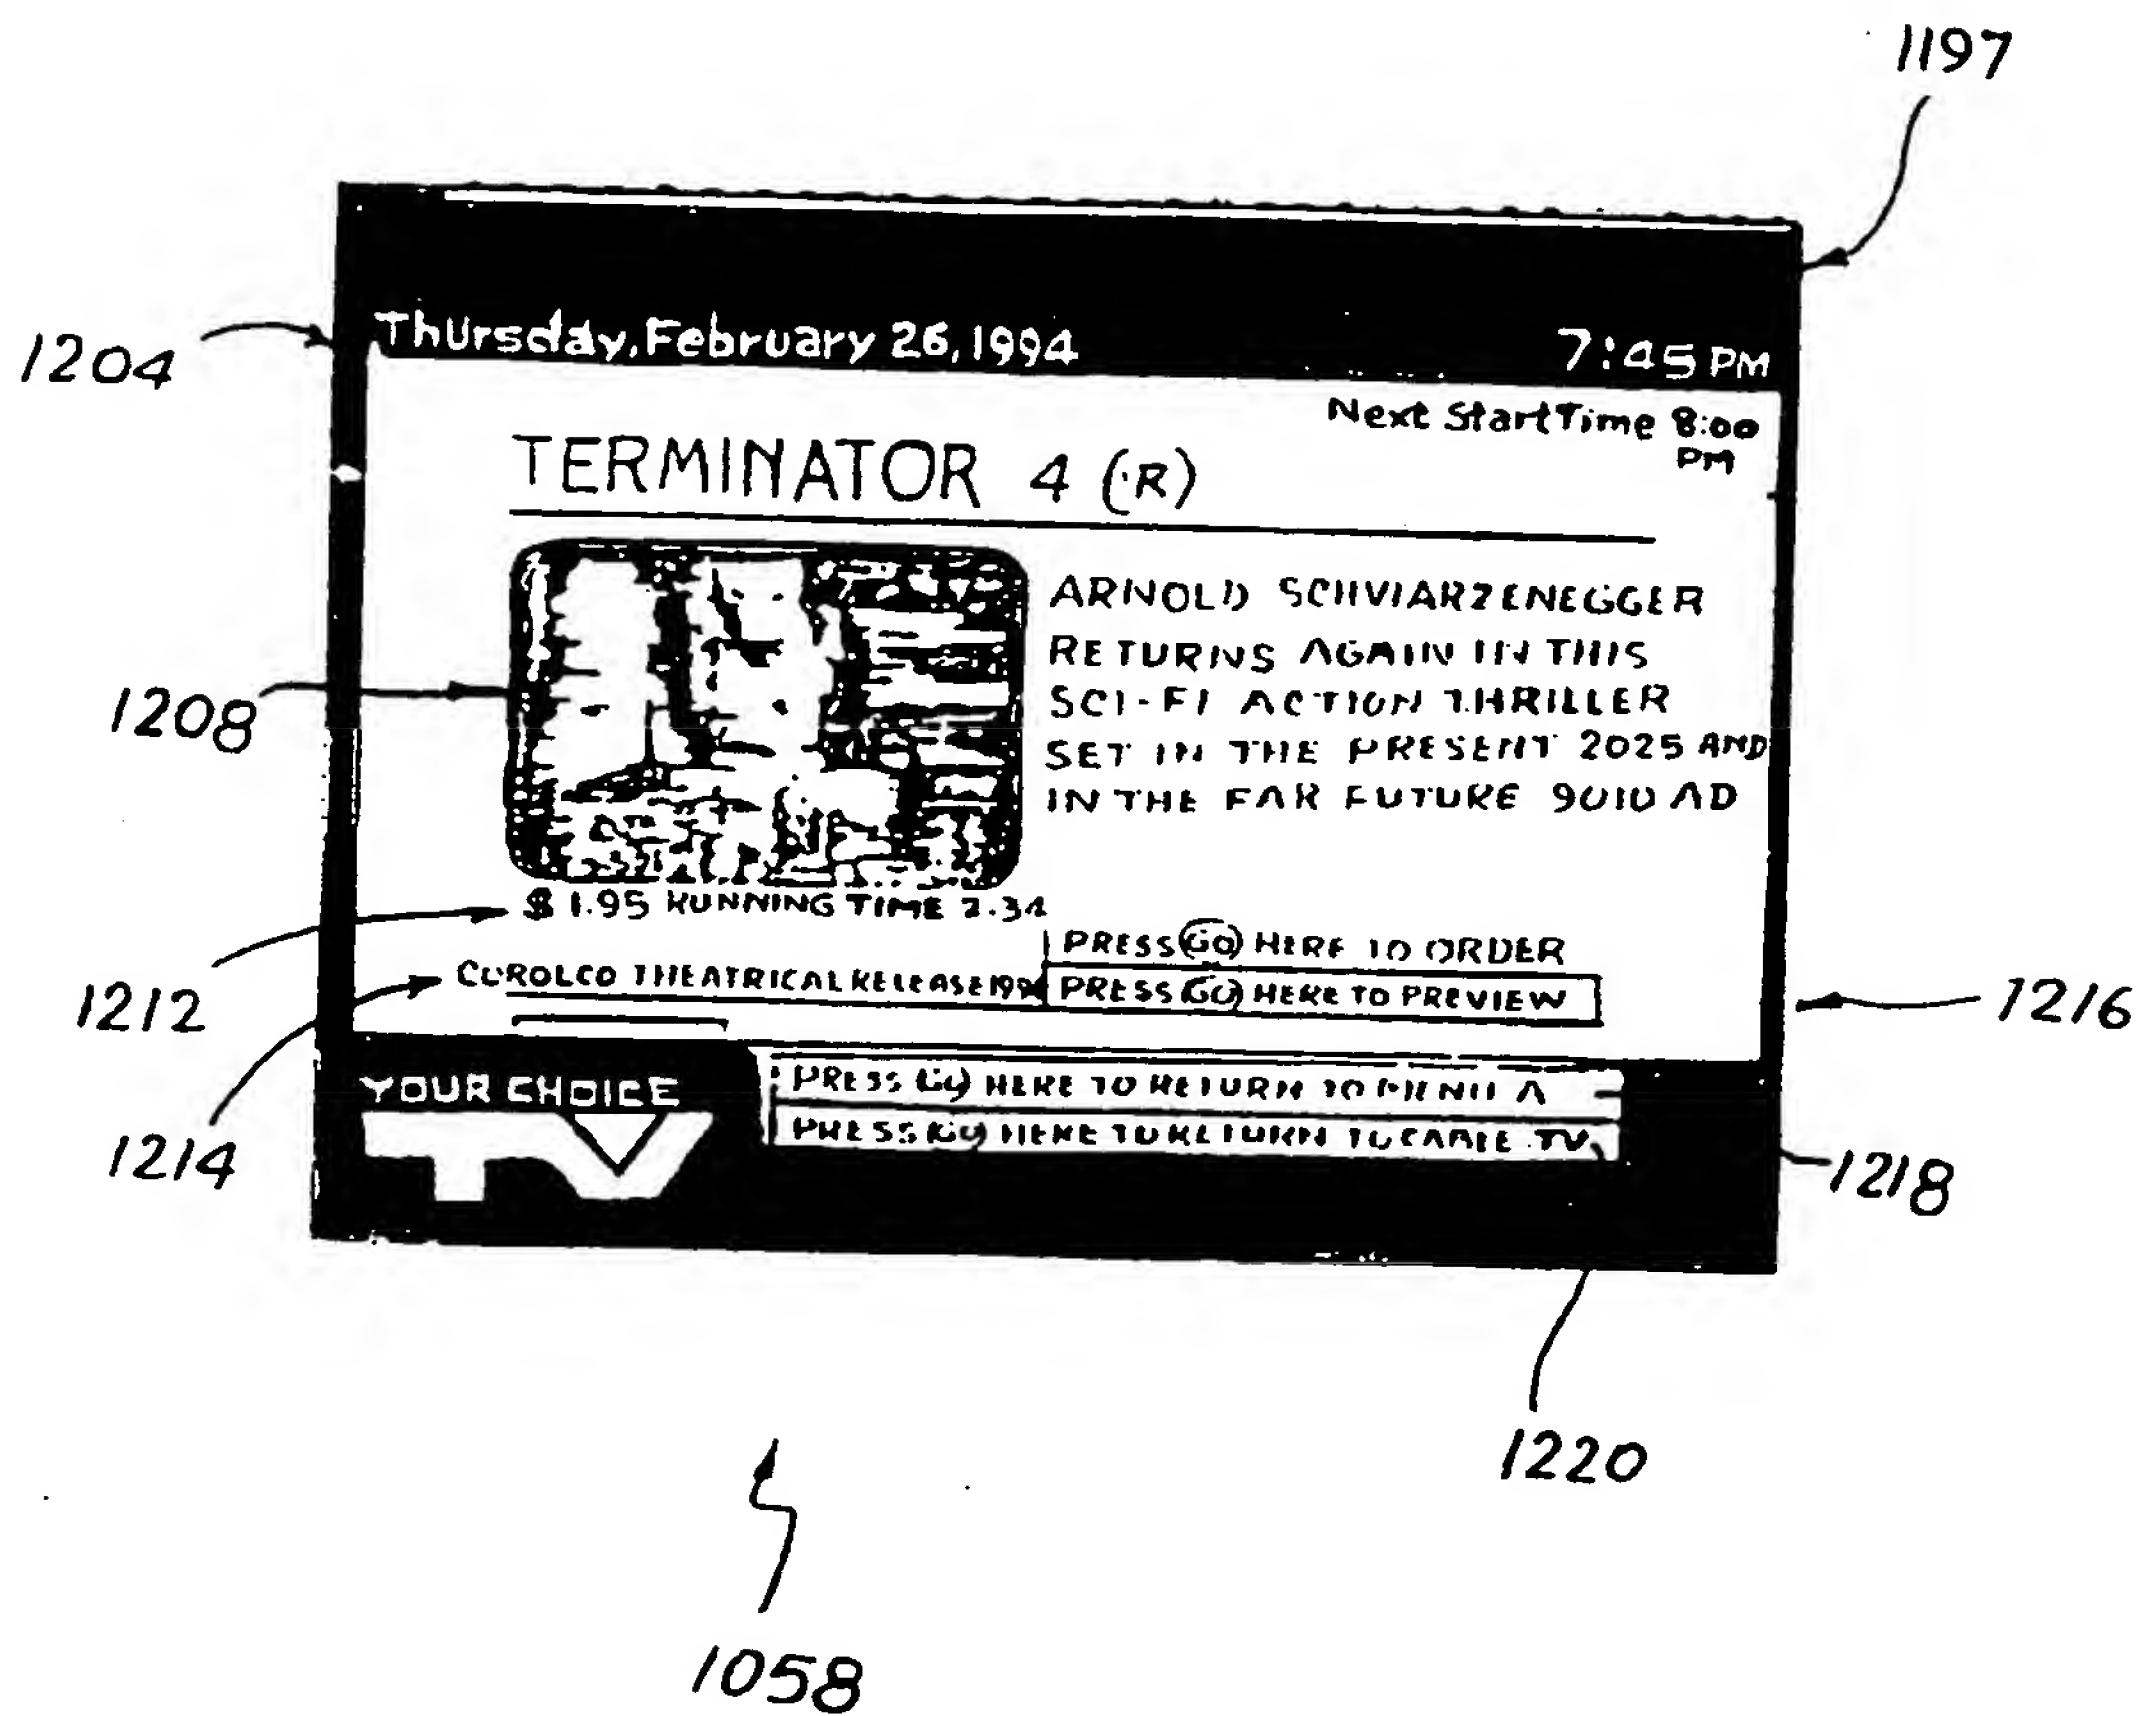 1197
Thursday, February 26, 1994 7:45 PM
1204
Next Start Time 8:00
PM
TERMINATOR 4 (R)
ARNOLD SCHWARZENEGGER
RETURNS AGAIN IN THIS
SCI-FI ACTION THRILLER
1208
SET IN THE PRESENT 2025 AND
IN THE FAR FUTURE 9010 AD
$ 1.95 RUNNING TIME 2.34
PRESS GO HERE TO ORDER
1212
COROLCO THEATRICAL RELEASE
PRESS GO HERE TO PREVIEW
1216
YOUR CHOICE
TV
PRESS GO HERE TO RETURN TO MENU A
PRESS GO HERE TO RETURN TO CABLE TV
1214
1218
1220
1058